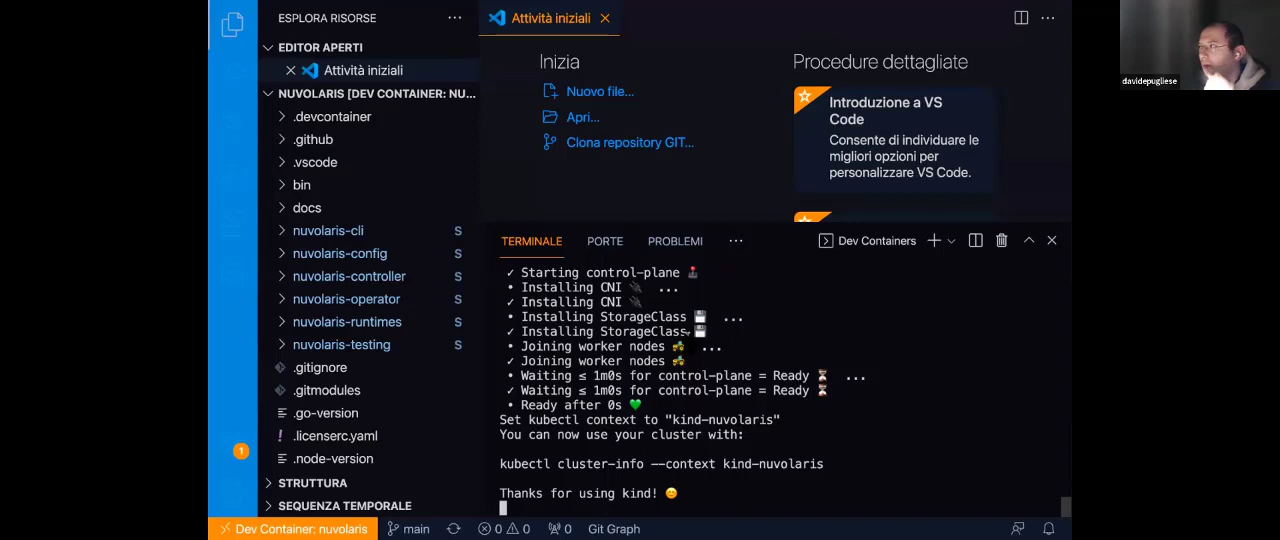 ESPLORA RISORSE
EDITOR APERTI
Attività iniziali
NUVOLARIS [DEV CONTAINER: NU...
.devcontainer
.github
.vscode
bin
docs
nuvolaris-cli S
nuvolaris-config S
nuvolaris-controller S
nuvolaris-operator S
nuvolaris-runtimes S
nuvolaris-testing S
.gitignore
.gitmodules
.go-version
.licenserc.yaml
.node-version
STRUTTURA
SEQUENZA TEMPORALE
1
Attività iniziali
Inizia
Nuovo file...
Apri...
Clona repository GIT...
Procedure dettagliate
Introduzione a VS
Code
Consente di individuare le
migliori opzioni per
personalizzare VS Code.
TERMINALE PORTE PROBLEMI ... Dev Containers
✓ Starting control-plane 🕹️
• Installing CNI 🔌 ...
✓ Installing CNI 🔌
• Installing StorageClass 💾 ...
✓ Installing StorageClass 💾
• Joining worker nodes 🚜 ...
✓ Joining worker nodes 🚜
• Waiting ≤ 1m0s for control-plane = Ready ⏳ ...
✓ Waiting ≤ 1m0s for control-plane = Ready ⏳
• Ready after 0s 💚
Set kubectl context to "kind-nuvolaris"
You can now use your cluster with:
kubectl cluster-info --context kind-nuvolaris
Thanks for using kind! 😊
Dev Container: nuvolaris main 0 0 0 Git Graph
davidepugliese